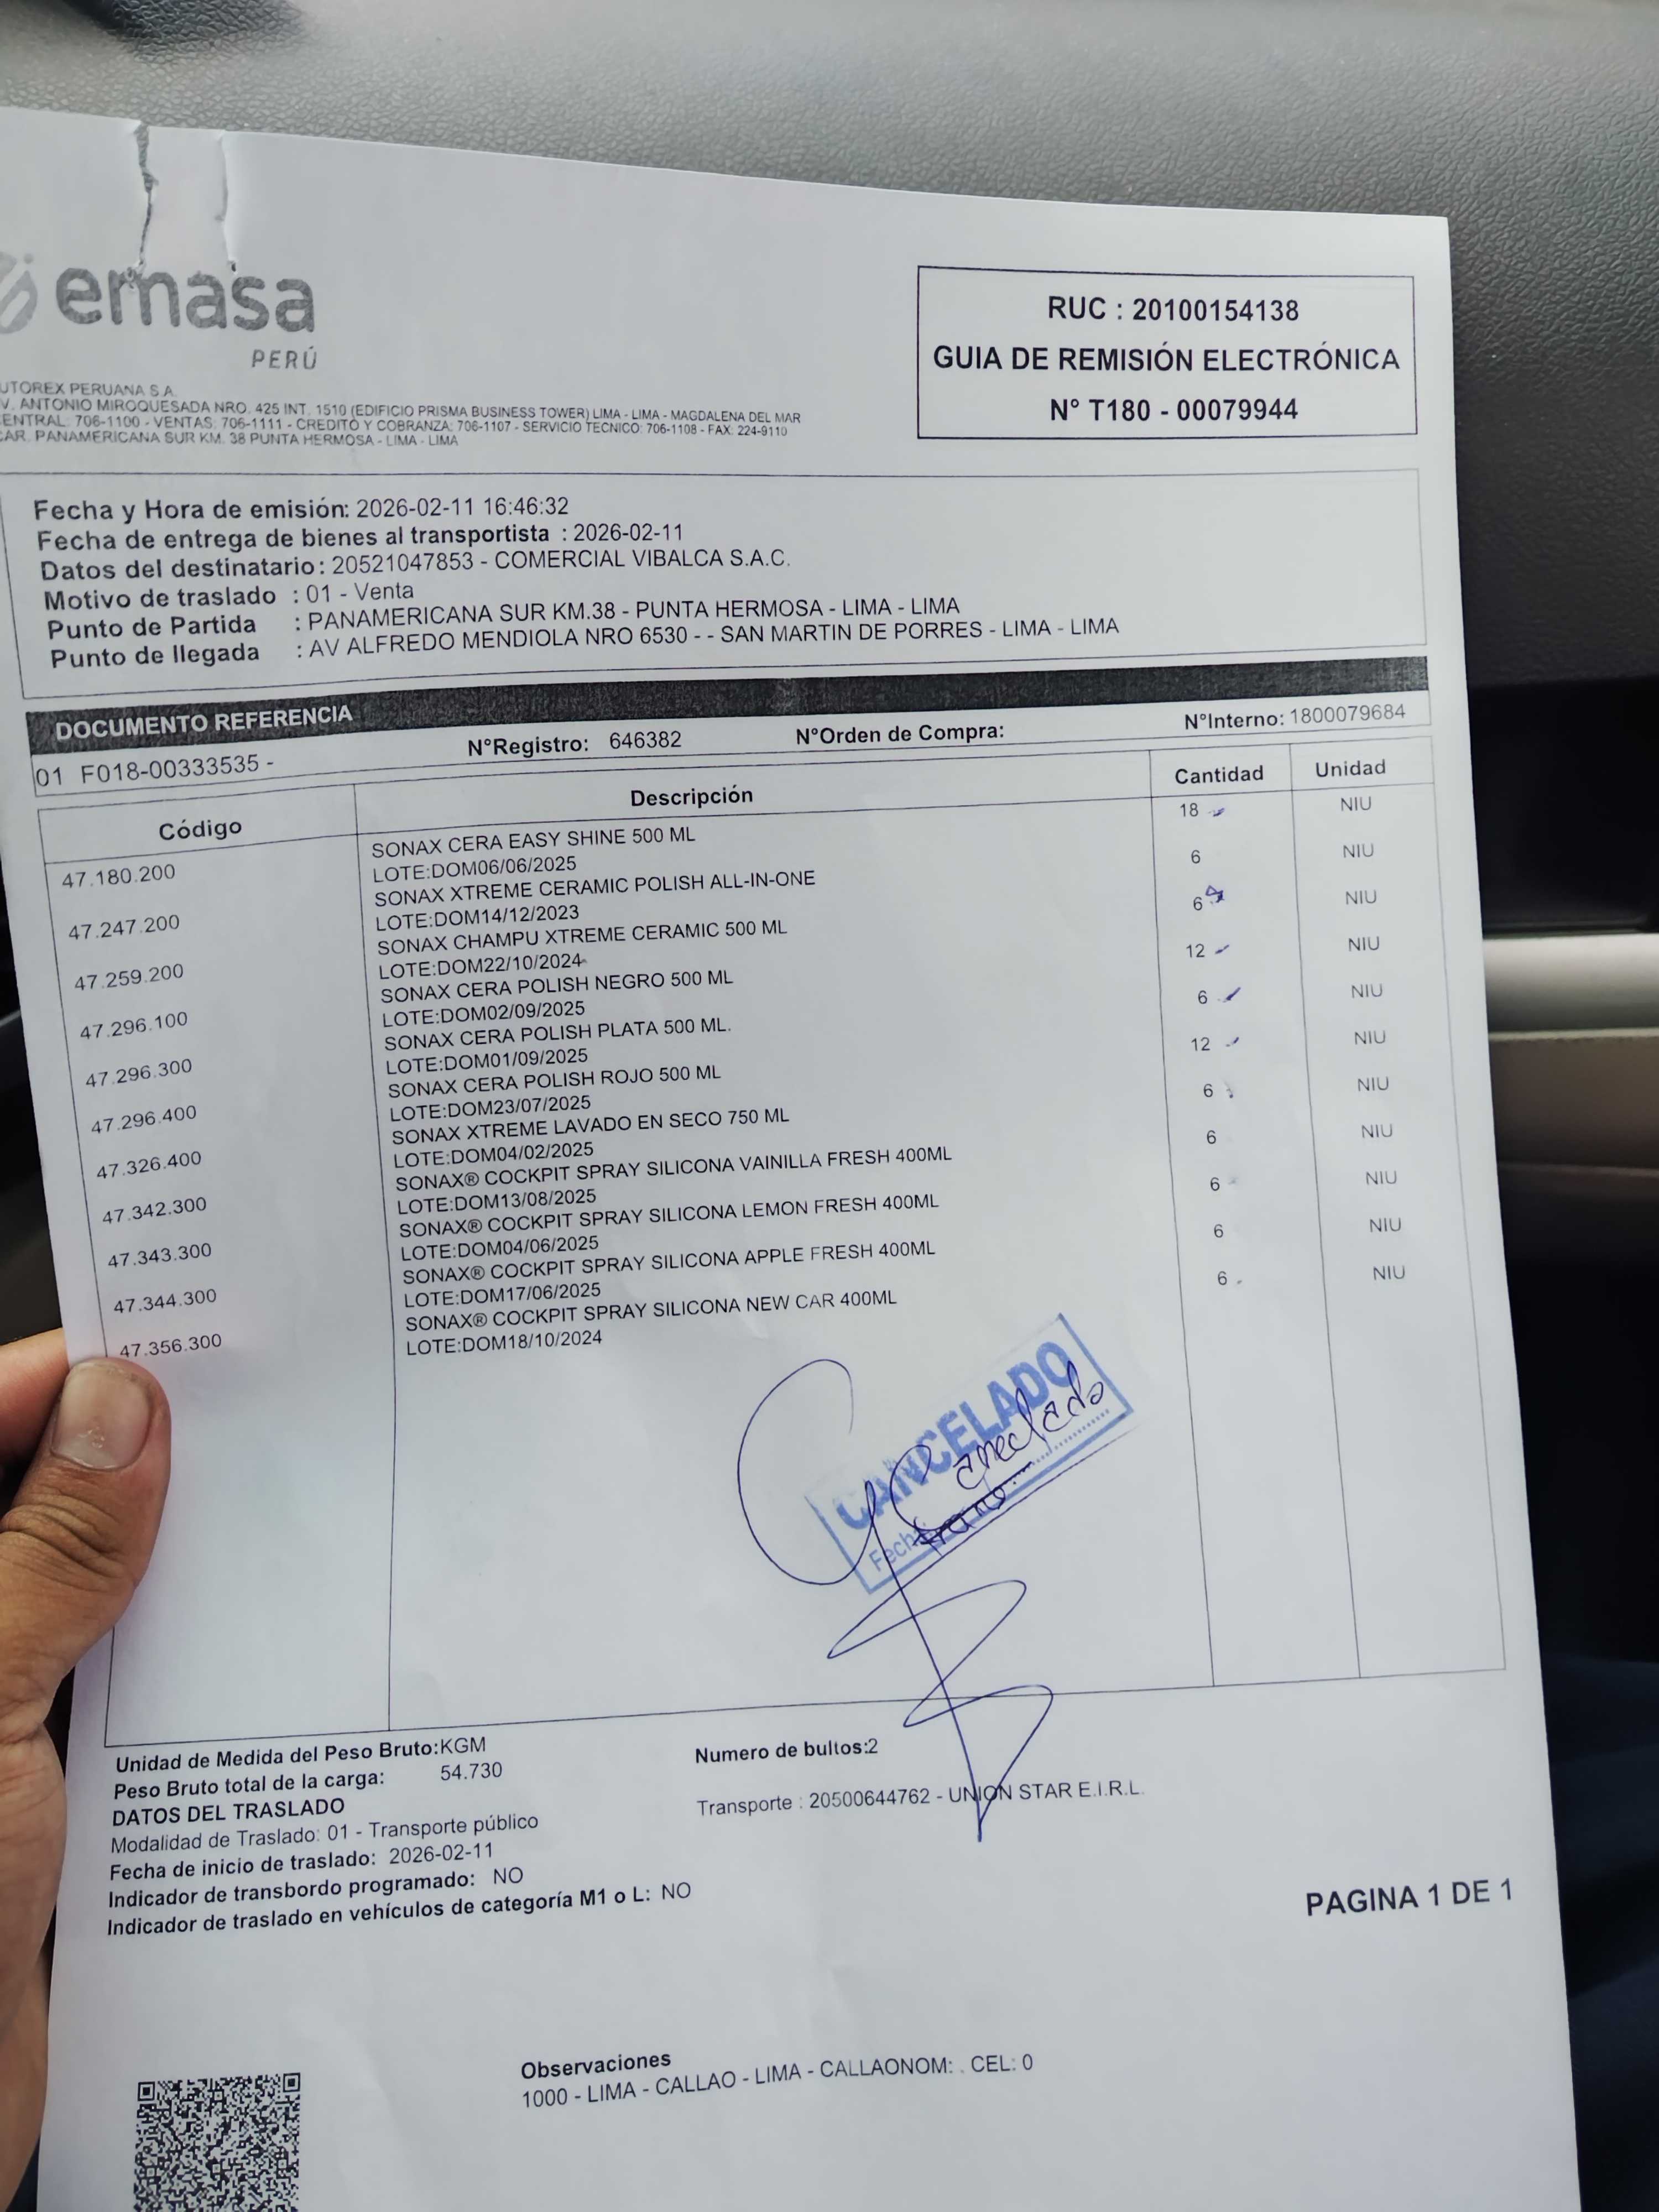 emasa
PERÚ
UTOREX PERUANA S.A.
V. ANTONIO MIROQUESADA NRO. 425 INT. 1510 (EDIFICIO PRISMA BUSINESS TOWER) LIMA - LIMA - MAGDALENA DEL MAR
ENTRAL: 706-1100 - VENTAS: 706-1111 - CREDITO Y COBRANZA: 706-1107 - SERVICIO TECNICO: 706-1108 - FAX: 224-9110
CAR. PANAMERICANA SUR KM. 38 PUNTA HERMOSA - LIMA - LIMA
RUC : 20100154138
GUIA DE REMISIÓN ELECTRÓNICA
N° T180 - 00079944
Fecha y Hora de emisión: 2026-02-11 16:46:32
Fecha de entrega de bienes al transportista : 2026-02-11
Datos del destinatario : 20521047853 - COMERCIAL VIBALCA S.A.C.
Motivo de traslado : 01 - Venta
Punto de Partida : PANAMERICANA SUR KM.38 - PUNTA HERMOSA - LIMA - LIMA
Punto de llegada : AV ALFREDO MENDIOLA NRO 6530 - - SAN MARTIN DE PORRES - LIMA - LIMA
DOCUMENTO REFERENCIA
01 F018-00333535 - N°Registro: 646382 N°Orden de Compra: N°Interno: 1800079684
Código Descripción Cantidad Unidad
47.180.200 SONAX CERA EASY SHINE 500 ML 18 NIU
LOTE:DOM06/06/2025
47.247.200 SONAX XTREME CERAMIC POLISH ALL-IN-ONE 6 NIU
LOTE:DOM14/12/2023
47.259.200 SONAX CHAMPU XTREME CERAMIC 500 ML 6 NIU
LOTE:DOM22/10/2024
47.296.100 SONAX CERA POLISH NEGRO 500 ML 12 NIU
LOTE:DOM02/09/2025
47.296.300 SONAX CERA POLISH PLATA 500 ML. 6 NIU
LOTE:DOM01/09/2025
47.296.400 SONAX CERA POLISH ROJO 500 ML 12 NIU
LOTE:DOM23/07/2025
47.326.400 SONAX XTREME LAVADO EN SECO 750 ML 6 NIU
LOTE:DOM04/02/2025
47.342.300 SONAX® COCKPIT SPRAY SILICONA VAINILLA FRESH 400ML 6 NIU
LOTE:DOM13/08/2025
47.343.300 SONAX® COCKPIT SPRAY SILICONA LEMON FRESH 400ML 6 NIU
LOTE:DOM04/06/2025
47.344.300 SONAX® COCKPIT SPRAY SILICONA APPLE FRESH 400ML 6 NIU
LOTE:DOM17/06/2025
47.356.300 SONAX® COCKPIT SPRAY SILICONA NEW CAR 400ML 6 NIU
LOTE:DOM18/10/2024
CANCELADO
Fecha:
Unidad de Medida del Peso Bruto:KGM Numero de bultos:2
Peso Bruto total de la carga: 54.730
DATOS DEL TRASLADO Transporte : 20500644762 - UNION STAR E.I.R.L.
Modalidad de Traslado: 01 - Transporte público
Fecha de inicio de traslado: 2026-02-11
Indicador de transbordo programado: NO
Indicador de traslado en vehículos de categoría M1 o L: NO
PAGINA 1 DE 1
Observaciones
1000 - LIMA - CALLAO - LIMA - CALLAONOM: . CEL: 0